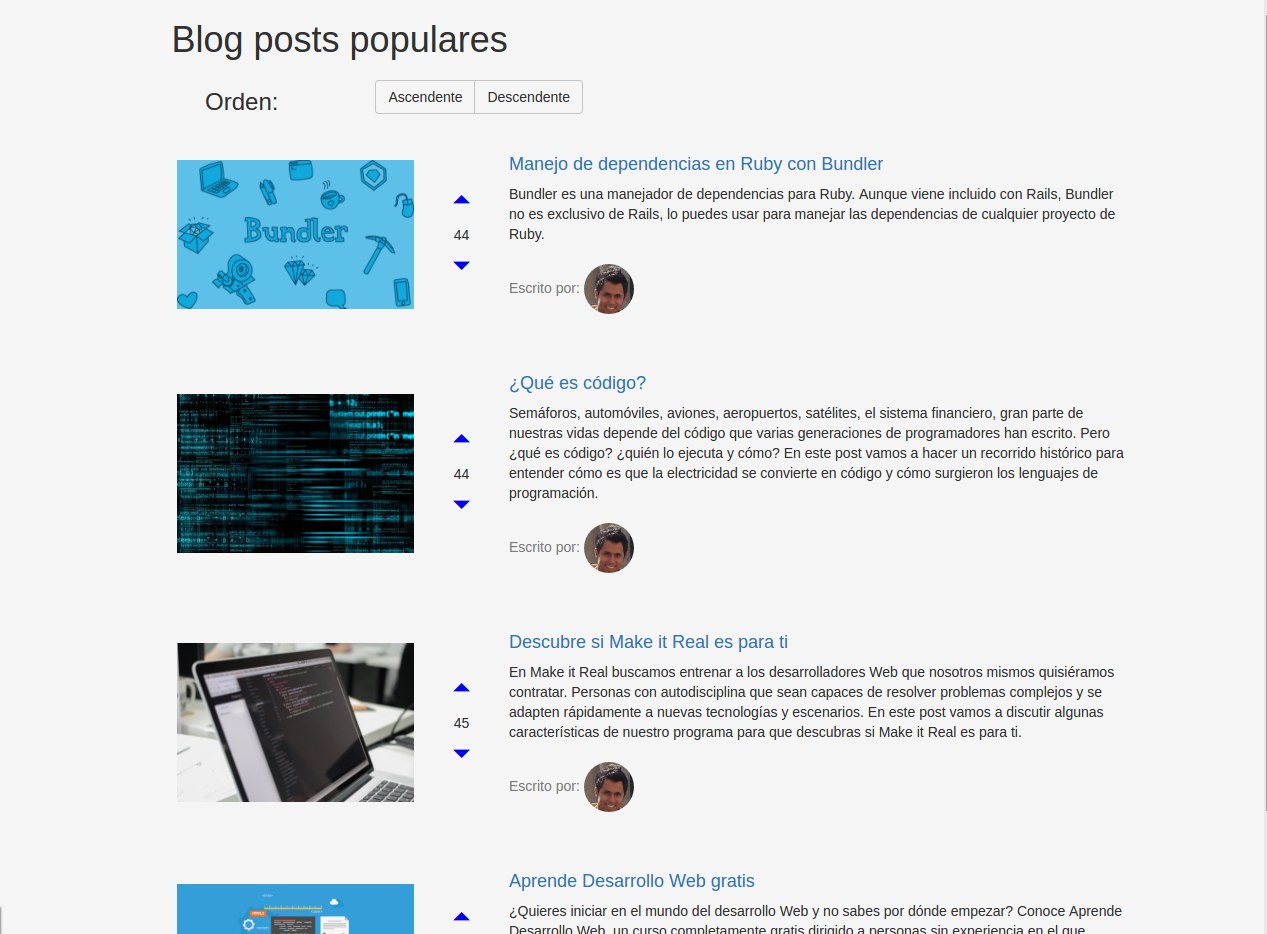 Blog posts populares
Orden:
Ascendente
Descendente
Bundler
Manejo de dependencias en Ruby con Bundler
Bundler es una manejador de dependencias para Ruby. Aunque viene incluido con Rails, Bundler
no es exclusivo de Rails, lo puedes usar para manejar las dependencias de cualquier proyecto de
Ruby.
44
Escrito por:
¿Qué es código?
Semáforos, automóviles, aviones, aeropuertos, satélites, el sistema financiero, gran parte de
nuestras vidas depende del código que varias generaciones de programadores han escrito. Pero
¿qué es código? ¿quién lo ejecuta y cómo? En este post vamos a hacer un recorrido histórico para
entender cómo es que la electricidad se convierte en código y cómo surgieron los lenguajes de
programación.
44
Escrito por:
Descubre si Make it Real es para ti
En Make it Real buscamos entrenar a los desarrolladores Web que nosotros mismos quisiéramos
contratar. Personas con autodisciplina que sean capaces de resolver problemas complejos y se
adapten rápidamente a nuevas tecnologías y escenarios. En este post vamos a discutir algunas
características de nuestro programa para que descubras si Make it Real es para ti.
45
Escrito por:
Aprende Desarrollo Web gratis
¿Quieres iniciar en el mundo del desarrollo Web y no sabes por dónde empezar? Conoce Aprende
Desarrollo Web, un curso completamente gratis dirigido a personas sin experiencia en el que